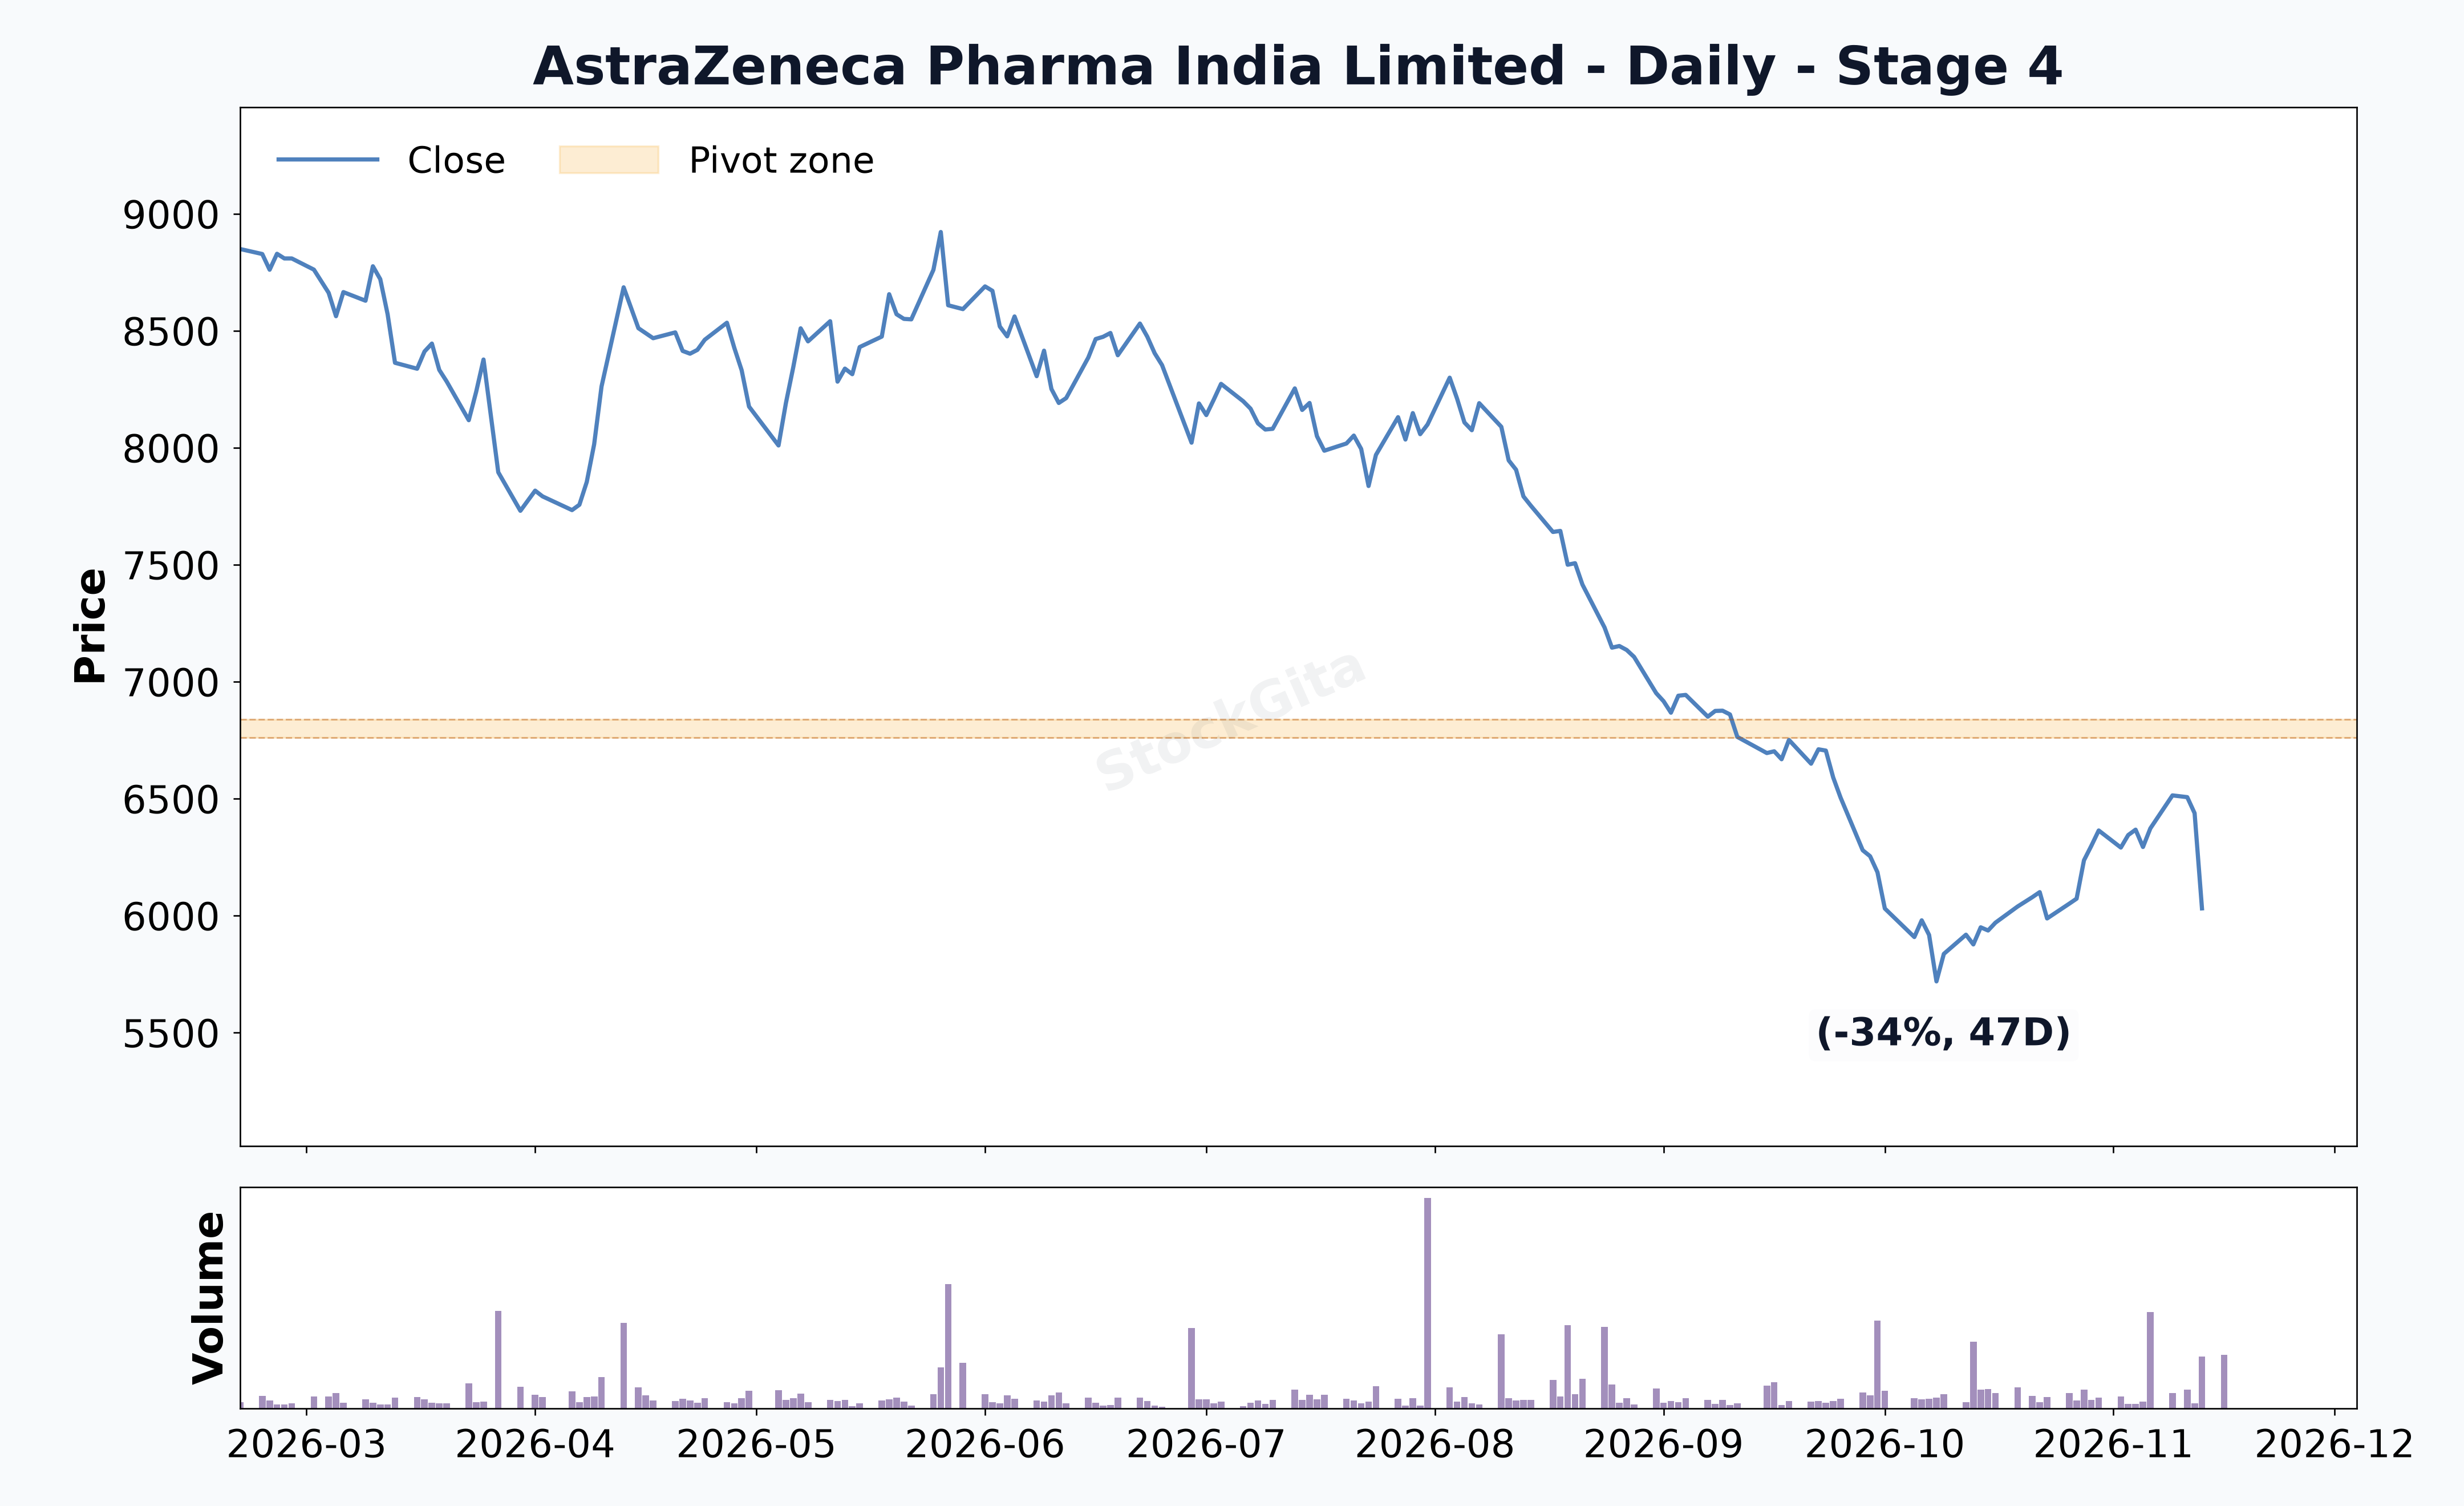 AstraZeneca Pharma India Limited - Daily - Stage 4
Close
Pivot zone
Price
9000
8500
8000
7500
7000
6500
6000
5500
StockGita
(-34%, 47D)
Volume
2026-03
2026-04
2026-05
2026-06
2026-07
2026-08
2026-09
2026-10
2026-11
2026-12